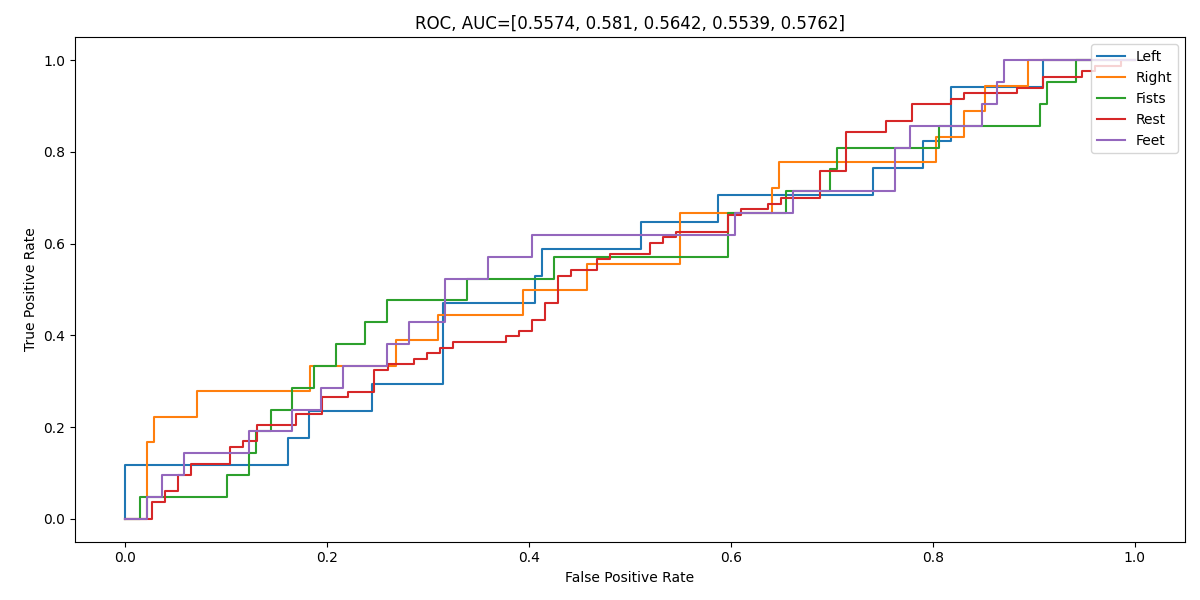 ROC, AUC=[0.5574, 0.581, 0.5642, 0.5539, 0.5762]
Left
Right
Fists
Rest
Feet
1.0
0.8
0.6
0.4
0.2
0.0
True Positive Rate
0.0 0.2 0.4 0.6 0.8 1.0
False Positive Rate